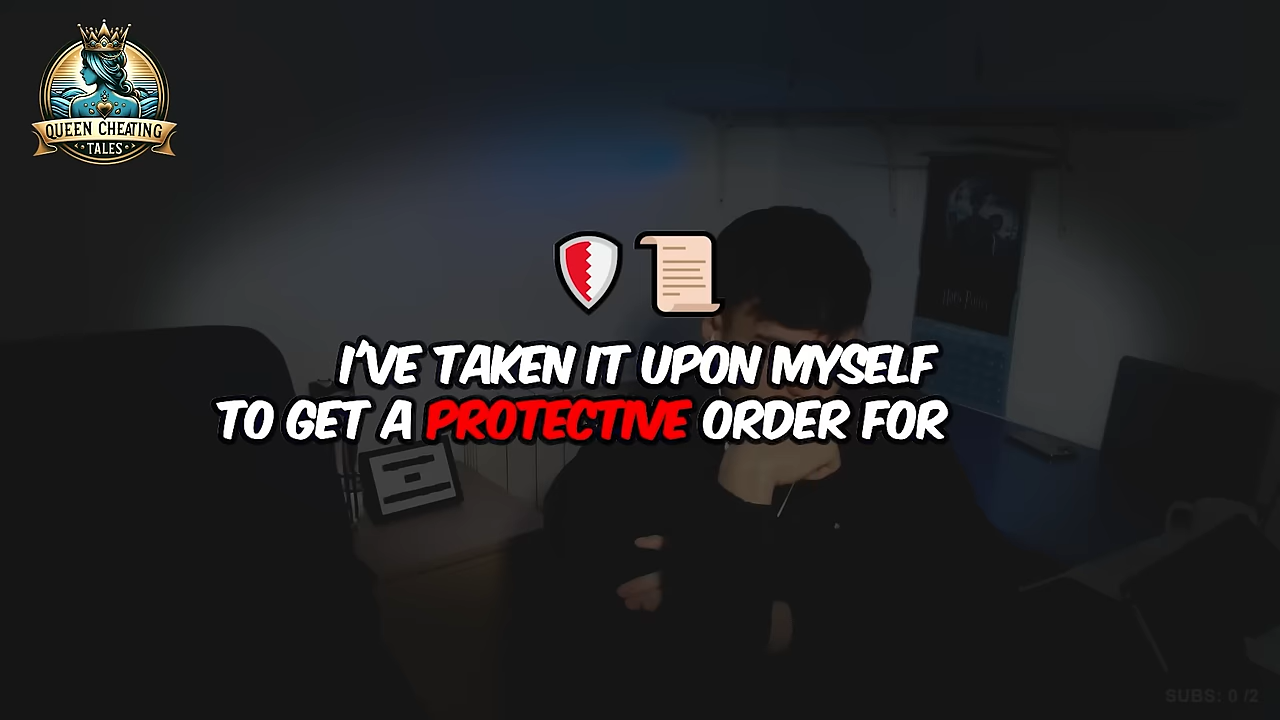 QUEEN CHEATING
TALES
I'VE TAKEN IT UPON MYSELF
TO GET A PROTECTIVE ORDER FOR
SUBS: 0 /2